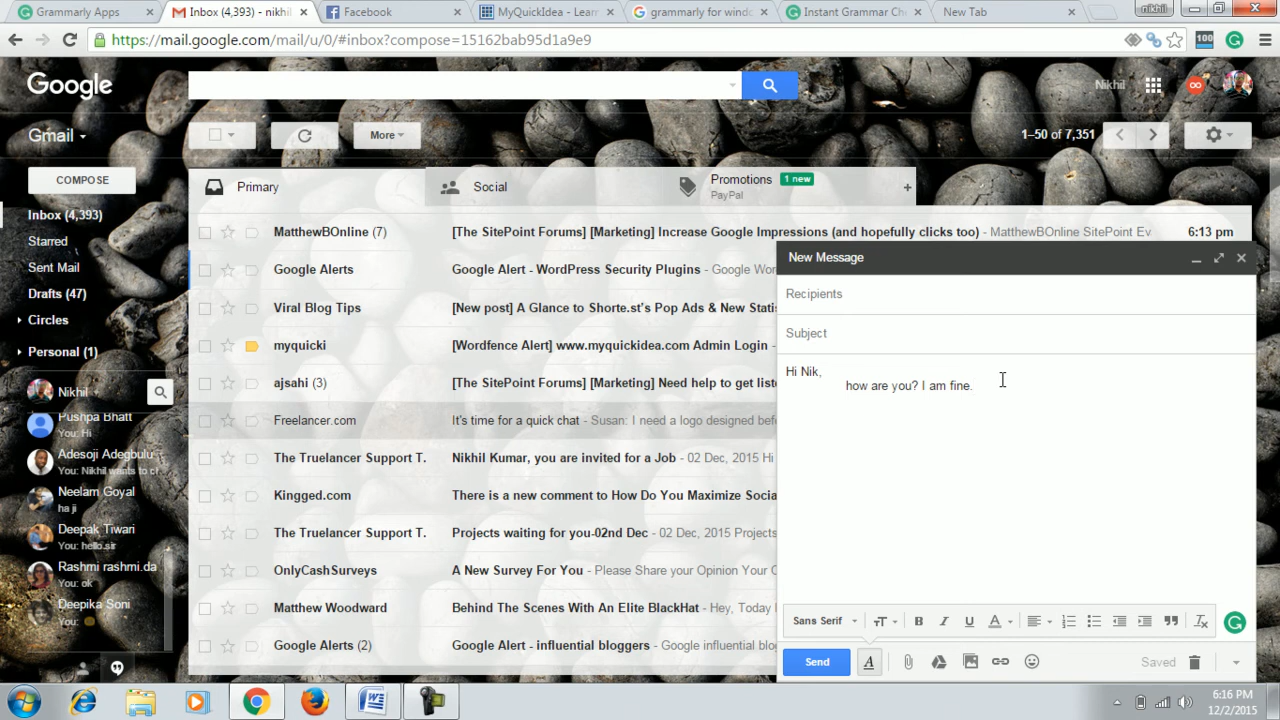 Grammarly Apps
Inbox (4,393) - nikhil
Facebook
MyQuickIdea - Lear
grammarly for windo
Instant Grammar Ch
New Tab
nikhil
https://mail.google.com/mail/u/0/#inbox?compose=15162bab95d1a9e9
100
Google
Nikhil
Gmail
More
1–50 of 7,351
COMPOSE
Primary
Social
Promotions
1 new
PayPal
Inbox (4,393)
Starred
Sent Mail
Drafts (47)
Circles
Personal (1)
Nikhil
Pushpa Bhatt
You: Hi
Adesoji Adegbulu
You: Nikhil wants to ch
Neelam Goyal
ha ji
Deepak Tiwari
You: hello.sir
Rashmi rashmi.da
You: ok
Deepika Soni
You:
MatthewBOnline (7) [The SitePoint Forums] [Marketing] Increase Google Impressions (and hopefully clicks too) - MatthewBOnline SitePoint Ev 6:13 pm
Google Alerts Google Alert - WordPress Security Plugins - Google Wor
Viral Blog Tips [New post] A Glance to Shorte.st's Pop Ads & New Stati
myquicki [Wordfence Alert] www.myquickidea.com Admin Login -
ajsahi (3) [The SitePoint Forums] [Marketing] Need help to get liste
Freelancer.com It's time for a quick chat - Susan: I need a logo designed bef
The Truelancer Support T. Nikhil Kumar, you are invited for a Job - 02 Dec, 2015 Hi
Kingged.com There is a new comment to How Do You Maximize Socia
The Truelancer Support T. Projects waiting for you-02nd Dec - 02 Dec, 2015 Projects
OnlyCashSurveys A New Survey For You - Please Share your Opinion Your O
Matthew Woodward Behind The Scenes With An Elite BlackHat - Hey, Today I
Google Alerts (2) Google Alert - influential bloggers - Google influential blog
New Message
Recipients
Subject
Hi Nik,
how are you? I am fine.
Sans Serif
Send
Saved
6:16 PM
12/2/2015